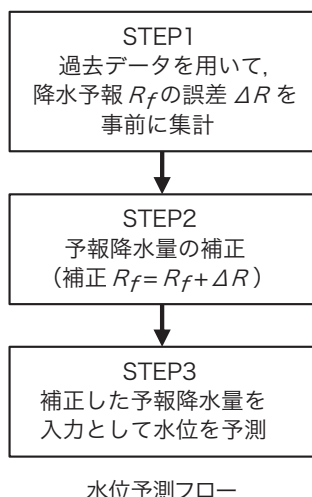 STEP1
過去データを用いて,
降水予報 Rf の誤差 ΔR を
事前に集計
STEP2
予報降水量の補正
（補正 Rf = Rf + ΔR ）
STEP3
補正した予報降水量を
入力として水位を予測
水位予測フロー